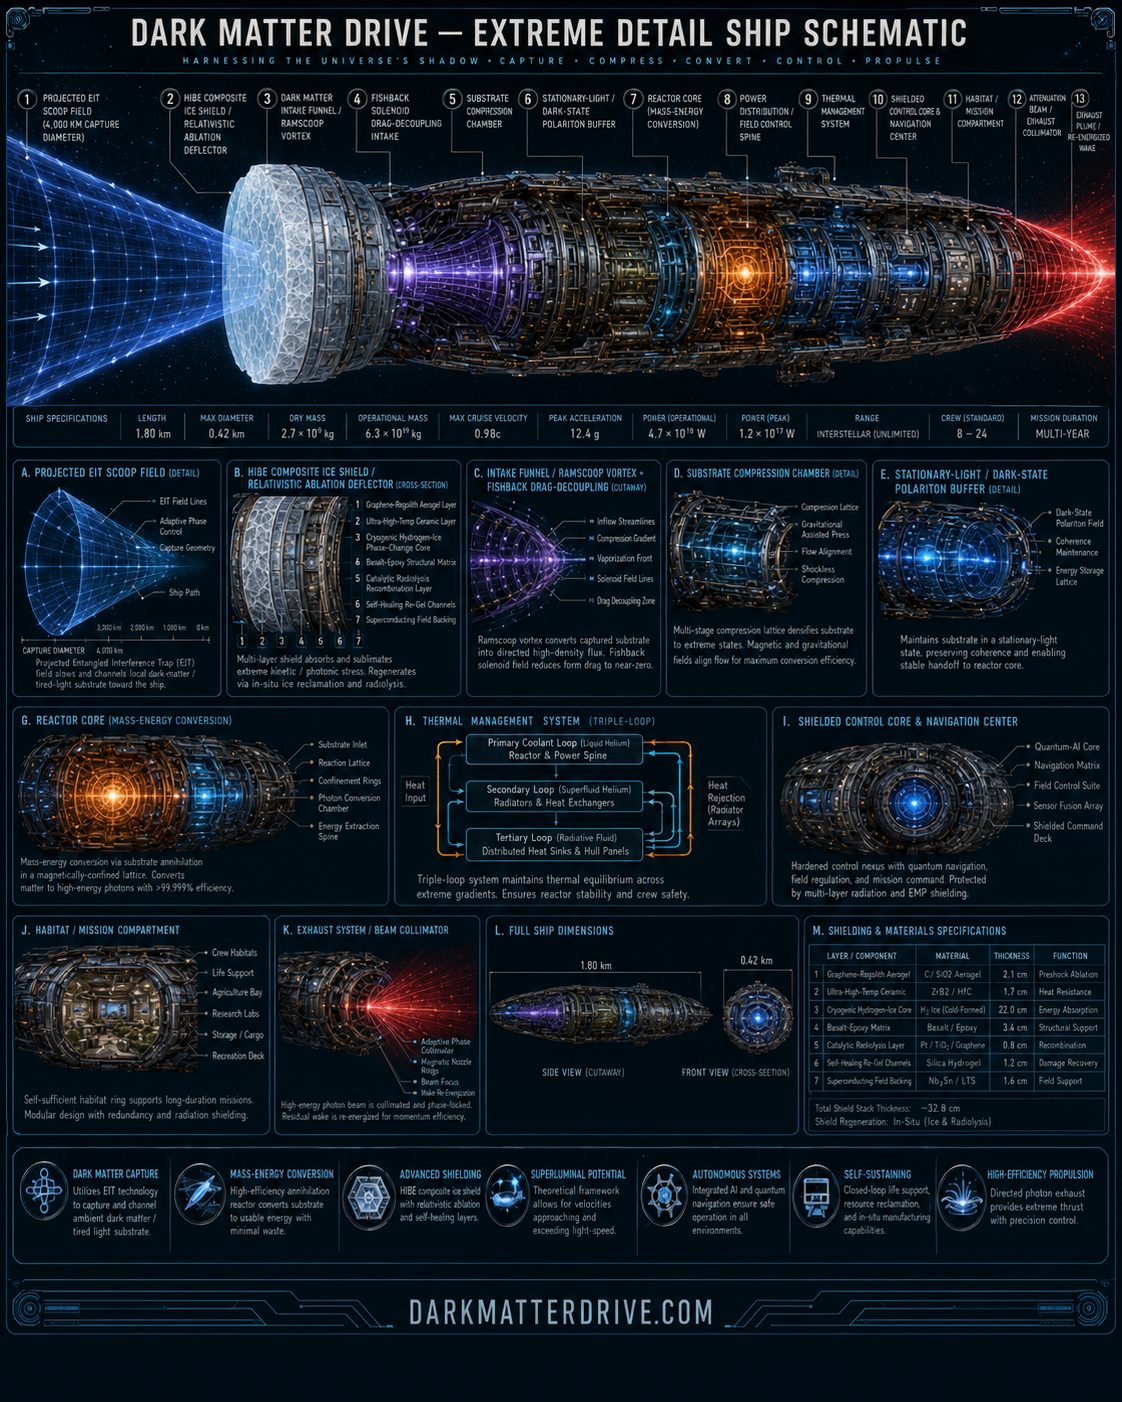 DARK MATTER DRIVE — EXTREME DETAIL SHIP SCHEMATIC
HARNESSING THE UNIVERSE'S SHADOW • CAPTURE • COMPRESS • CONVERT • CONTROL • PROPULSE
1 PROJECTED EIT
SCOOP FIELD
(4,000 KM CAPTURE
DIAMETER)
2 HIBE COMPOSITE
ICE SHIELD /
RELATIVISTIC
ABLATION
DEFLECTOR
3 DARK MATTER
INTAKE FUNNEL /
RAMSCOOP
VORTEX
4 FISHBACK
SOLENOID
DRAG-DECOUPLING
INTAKE
5 SUBSTRATE
COMPRESSION
CHAMBER
6 STATIONARY-LIGHT /
DARK-STATE
POLARITON BUFFER
7 REACTOR CORE
(MASS-ENERGY
CONVERSION)
8 POWER
DISTRIBUTION /
FIELD CONTROL
SPINE
9 THERMAL
MANAGEMENT
SYSTEM
10 SHIELDED
CONTROL CORE &
NAVIGATION
CENTER
11 HABITAT /
MISSION
COMPARTMENT
12 ATTENUATION
BEAM /
EXHAUST
COLLIMATOR
13 EXHAUST
PLUME /
RE-ENERGIZED
WAKE
SHIP SPECIFICATIONS
LENGTH
1.80 km
MAX DIAMETER
0.42 km
DRY MASS
2.7 × 10⁹ kg
OPERATIONAL MASS
6.3 × 10¹⁹ kg
MAX CRUISE VELOCITY
0.98c
PEAK ACCELERATION
12.4 g
POWER (OPERATIONAL)
4.7 × 10¹⁶ W
POWER (PEAK)
1.2 × 10¹⁷ W
RANGE
INTERSTELLAR (UNLIMITED)
CREW (STANDARD)
8 – 24
MISSION DURATION
MULTI-YEAR
A. PROJECTED EIT SCOOP FIELD (DETAIL)
EIT Field Lines
Adaptive Phase
Control
Capture Geometry
Ship Path
3,000 km 2,000 km 1,000 km 0 km
CAPTURE DIAMETER 4,000 km
Projected Entangled Interference Trap (EIT)
field slows and channels local dark-matter /
tired-light substrate toward the ship.
B. HIBE COMPOSITE ICE SHIELD /
RELATIVISTIC ABLATION DEFLECTOR (CROSS-SECTION)
1 Graphene-Regolith Aerogel Layer
2 Ultra-High-Temp Ceramic Layer
3 Cryogenic Hydrogen-Ice
Phase-Change Core
6 Basalt-Epoxy Structural Matrix
5 Catalytic Radiolysis
Recombination Layer
6 Self-Healing Re-Gel Channels
7 Superconducting Field Backing
1 2 3 4 5 6 7
Multi-layer shield absorbs and sublimates
extreme kinetic / photonic stress. Regenerates
via in-situ ice reclamation and radiolysis.
C. INTAKE FUNNEL / RAMSCOOP VORTEX +
FISHBACK DRAG-DECOUPLING (CUTAWAY)
Inflow Streamlines
Compression Gradient
Vaporization Front
Solenoid Field Lines
Drag Decoupling Zone
Ramscoop vortex converts captured substrate
into directed high-density flux. Fishback
solenoid field reduces form drag to near-zero.
D. SUBSTRATE COMPRESSION CHAMBER (DETAIL)
Compression Lattice
Gravitational
Assisted Press
Flow Alignment
Shockless
Compression
Multi-stage compression lattice densifies substrate
to extreme states. Magnetic and gravitational
fields align flow for maximum conversion efficiency.
E. STATIONARY-LIGHT / DARK-STATE
POLARITON BUFFER (DETAIL)
Dark-State
Polariton Field
Coherence
Maintenance
Energy Storage
Lattice
Maintains substrate in a stationary-light
state, preserving coherence and enabling
stable handoff to reactor core.
G. REACTOR CORE (MASS-ENERGY CONVERSION)
Substrate Inlet
Reaction Lattice
Confinement Rings
Photon Conversion
Chamber
Energy Extraction
Spine
Mass-energy conversion via substrate annihilation
in a magnetically-confined lattice. Converts
matter to high-energy photons with >99.999% efficiency.
H. THERMAL MANAGEMENT SYSTEM (TRIPLE-LOOP)
Heat
Input
Primary Coolant Loop (Liquid Helium)
Reactor & Power Spine
Secondary Loop (Superfluid Helium)
Radiators & Heat Exchangers
Tertiary Loop (Radiative Fluid)
Distributed Heat Sinks & Hull Panels
Heat
Rejection
(Radiator
Arrays)
Triple-loop system maintains thermal equilibrium across
extreme gradients. Ensures reactor stability and crew safety.
I. SHIELDED CONTROL CORE & NAVIGATION CENTER
Quantum-AI Core
Navigation Matrix
Field Control Suite
Sensor Fusion Array
Shielded Command
Deck
Hardened control nexus with quantum navigation,
field regulation, and mission command. Protected
by multi-layer radiation and EMP shielding.
J. HABITAT / MISSION COMPARTMENT
Crew Habitats
Life Support
Agriculture Bay
Research Labs
Storage / Cargo
Recreation Deck
Self-sufficient habitat ring supports long-duration missions.
Modular design with redundancy and radiation shielding.
K. EXHAUST SYSTEM / BEAM COLLIMATOR
Adaptive Phase
Collimator
Magnetic Nozzle
Rings
Beam Focus
Wake Re-Energization
High-energy photon beam is collimated and phase-locked.
Residual wake is re-energized for momentum efficiency.
L. FULL SHIP DIMENSIONS
1.80 km
0.42 km
SIDE VIEW (CUTAWAY)
FRONT VIEW (CROSS-SEETION)
M. SHIELDING & MATERIALS SPECIFICATIONS
LAYER / COMPONENT MATERIAL THICKNESS FUNCTION
1 Graphene-Regolith Aerogel C/ SiO2 Aerogel 2.1 cm Preshock Ablation
2 Ultra-High-Temp Ceramic ZrB2 / HfC 1.7 cm Heat Resistance
3 Cryogenic Hydrogen-Ice Core H₂ Ice (Cold-Formed) 22.0 cm Energy Absorption
4 Basalt-Epoxy Matrix Basalt / Epoxy 3.4 cm Structural Support
5 Catalytic Radiolysis Layer Pt / TiO₂ / Graphene 0.8 cm Recombination
6 Self-Healing Re-Gel Channels Silica Hydrogel 1.2 cm Damage Recovery
7 Superconducting Field Backing Nb₃Sn / LTS 1.6 cm Field Support
Total Shield Stack Thickness: ~32.8 cm
Shield Regeneration: In-Situ (Ice & Radiolysis)
DARK MATTER CAPTURE
Utilizes EIT technology
to capture and channel
ambient dark matter /
tired light substrate.
MASS-ENERGY CONVERSION
High-efficiency annihilation
reactor converts substrate
to usable energy with
minimal waste.
ADVANCED SHIELDING
HIBE composite ice shield
with relativistic ablation
and self-healing layers.
SUPERLUMINAL POTENTIAL
Theoretical framework
allows for velocities
approaching and
exceeding light-speed.
AUTONOMOUS SYSTEMS
Integrated AI and quantum
navigation ensure safe
operation in all
environments.
SELF-SUSTAINING
Closed-loop life support,
resource reclamation,
and in-situ manufacturing
capabilities.
HIGH-EFFICIENCY PROPULSION
Directed photon exhaust
provides extreme thrust
with precision control.
DARKMATTERDRIVE.COM